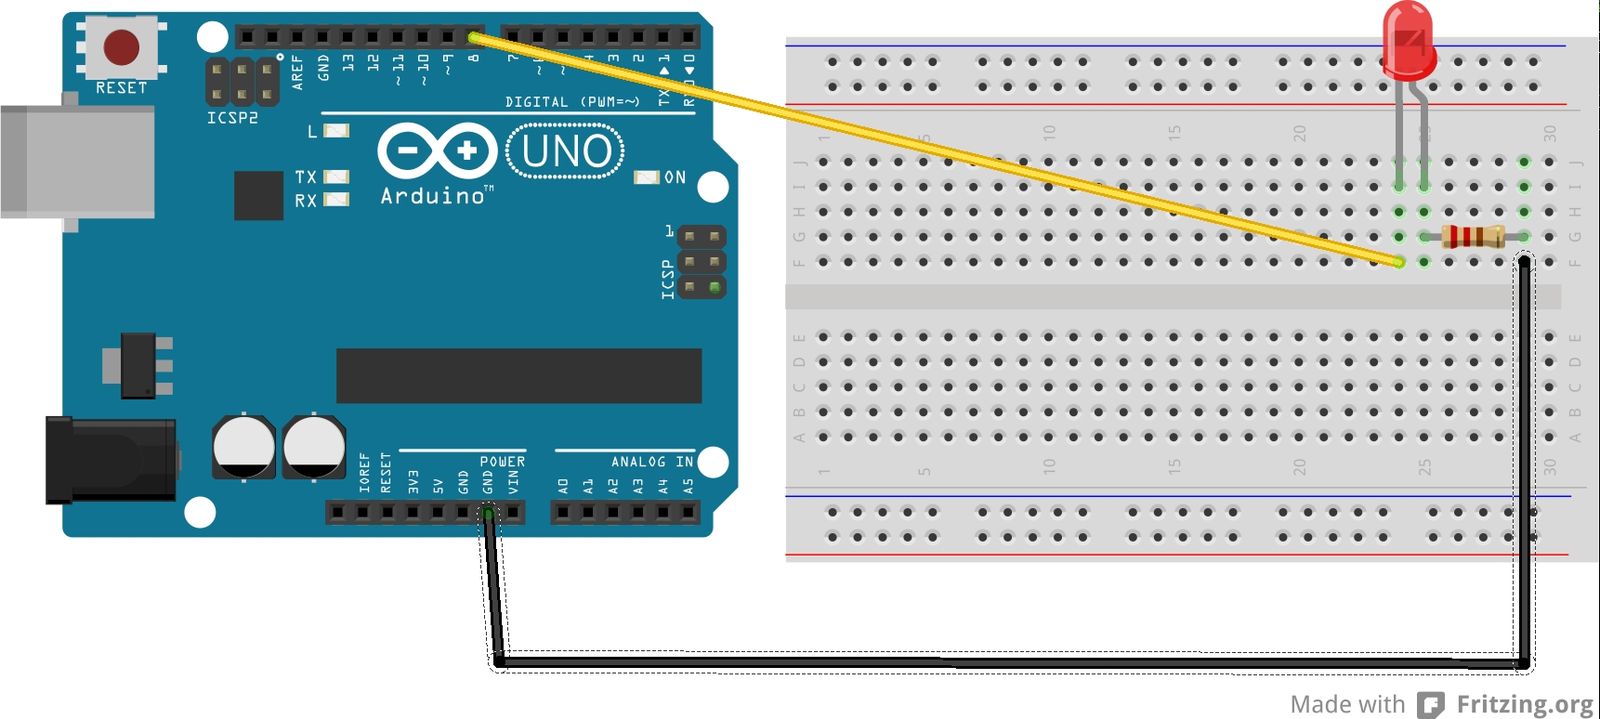 RESET
ICSP2
AREF
GND
13
12
~11
~10
~9
8
7
4
3
2
TX▶1
0
DIGITAL (PWM=~)
L
TX
RX
UNO
Arduino™
ON
1
ICSP
POWER
ANALOG IN
IOREF
RESET
3V3
5V
GND
GND
VIN
A0
A1
A2
A3
A4
A5
1 5 10 15 20 25 30
J J
I I
H H
G G
F F
E E
D D
C C
B B
A A
1 5 10 15 20 25 30
Made with Fritzing.org